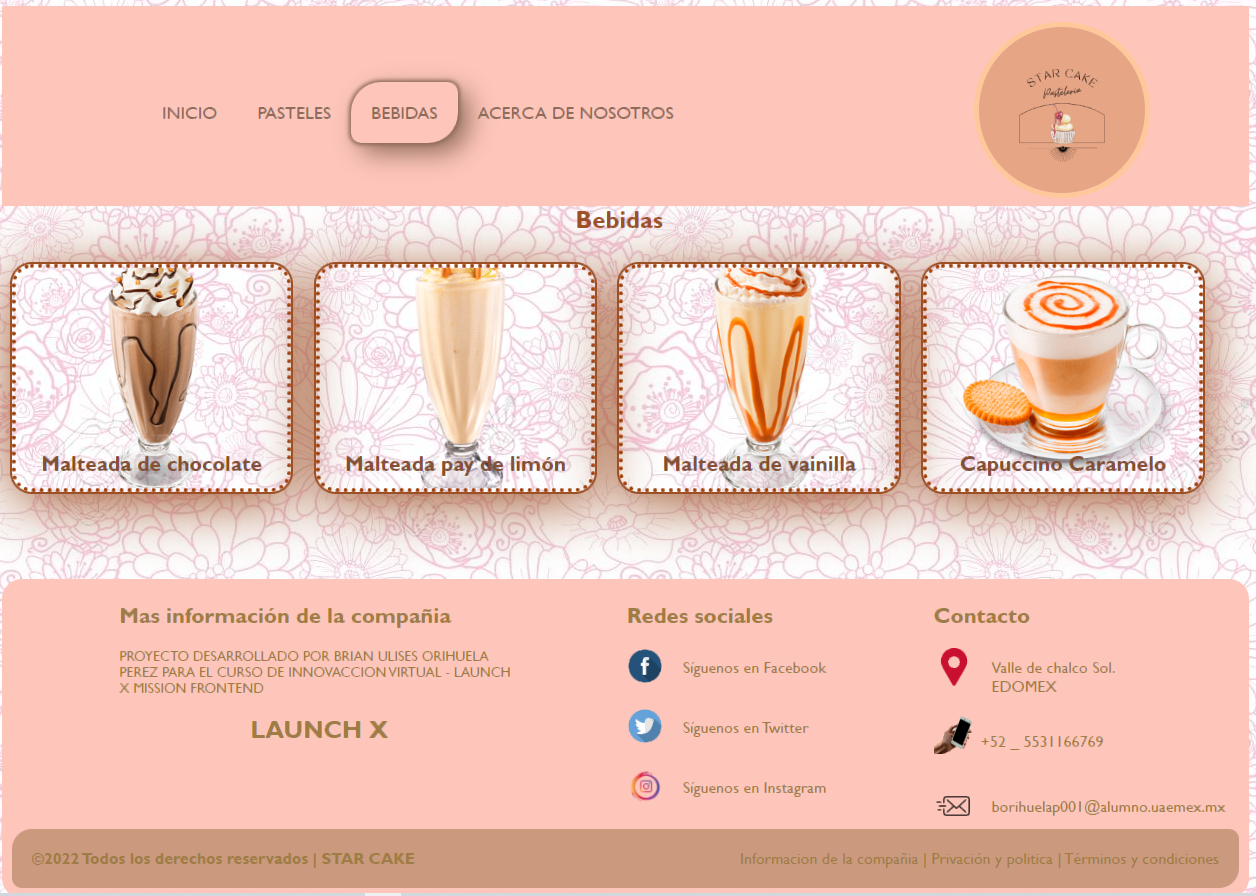 INICIO PASTELES BEBIDAS ACERCA DE NOSOTROS
STAR CAKE
Pastelería
Bebidas
Malteada de chocolate
Malteada pay de limón
Malteada de vainilla
Capuccino Caramelo
Mas información de la compañia
PROYECTO DESARROLLADO POR BRIAN ULISES ORIHUELA
PEREZ PARA EL CURSO DE INNOVACCION VIRTUAL - LAUNCH
X MISSION FRONTEND
LAUNCH X
Redes sociales
Síguenos en Facebook
Síguenos en Twitter
Síguenos en Instagram
Contacto
Valle de chalco Sol.
EDOMEX
+52 _ 5531166769
borihuelap001@alumno.uaemex.mx
©2022 Todos los derechos reservados | STAR CAKE
Informacion de la compañia | Privación y politica | Términos y condiciones